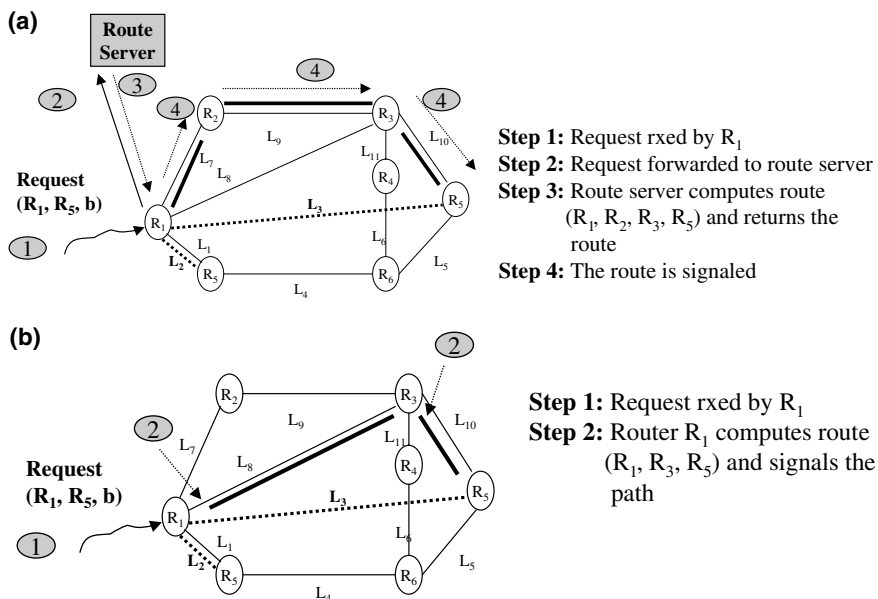 (a)
Route
Server
2
3
4
4
4
R₂
R₃
L₉
L₁₀
L₇
L₈
L₁₁
R₄
Request
(R₁, R₅, b)
L₃
R₅
R₁
1
L₁
L₂
L₆
R₅
L₅
R₆
L₄
Step 1: Request rxed by R₁
Step 2: Request forwarded to route server
Step 3: Route server computes route
(R₁, R₂, R₃, R₅) and returns the
route
Step 4: The route is signaled
(b)
2
R₂
R₃
L₉
L₁₀
2
L₇
L₁₁
L₈
R₄
Request
(R₁, R₅, b)
L₃
R₅
R₁
1
L₁
L₂
L₆
L₅
R₅
R₆
L₄
Step 1: Request rxed by R₁
Step 2: Router R₁ computes route
(R₁, R₃, R₅) and signals the
path